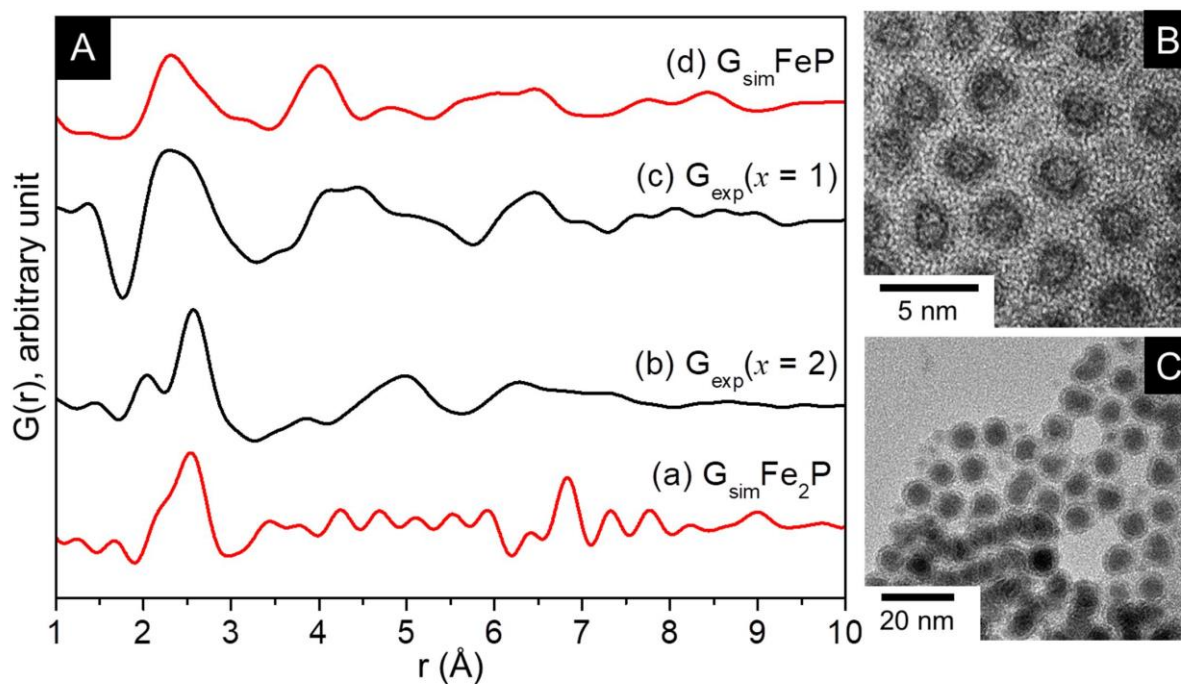 A
(d) GsimFeP
(c) Gexp(x = 1)
(b) Gexp(x = 2)
(a) GsimFe2P
G(r), arbitrary unit
1 2 3 4 5 6 7 8 9 10
r (Å)
B
5 nm
C
20 nm